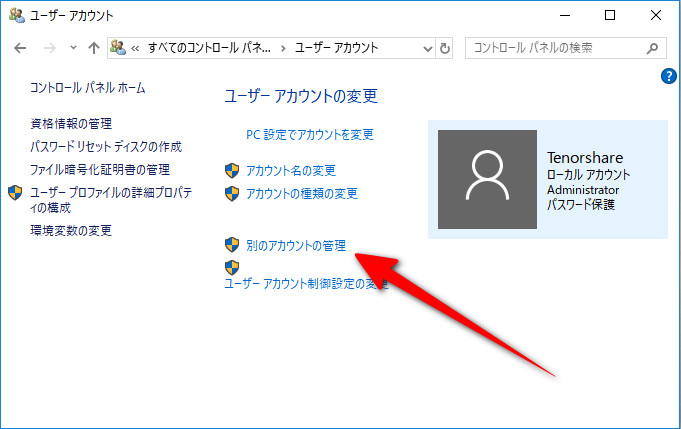 ユーザー アカウント
« すべてのコントロール パネ... › ユーザー アカウント
コントロール パネルの検索
?
コントロール パネル ホーム
資格情報の管理
パスワード リセット ディスクの作成
ファイル暗号化証明書の管理
ユーザー プロファイルの詳細プロパティ
の構成
環境変数の変更
ユーザー アカウントの変更
PC 設定でアカウントを変更
アカウント名の変更
アカウントの種類の変更
別のアカウントの管理
ユーザー アカウント制御設定の変更
Tenorshare
ローカル アカウント
Administrator
パスワード保護